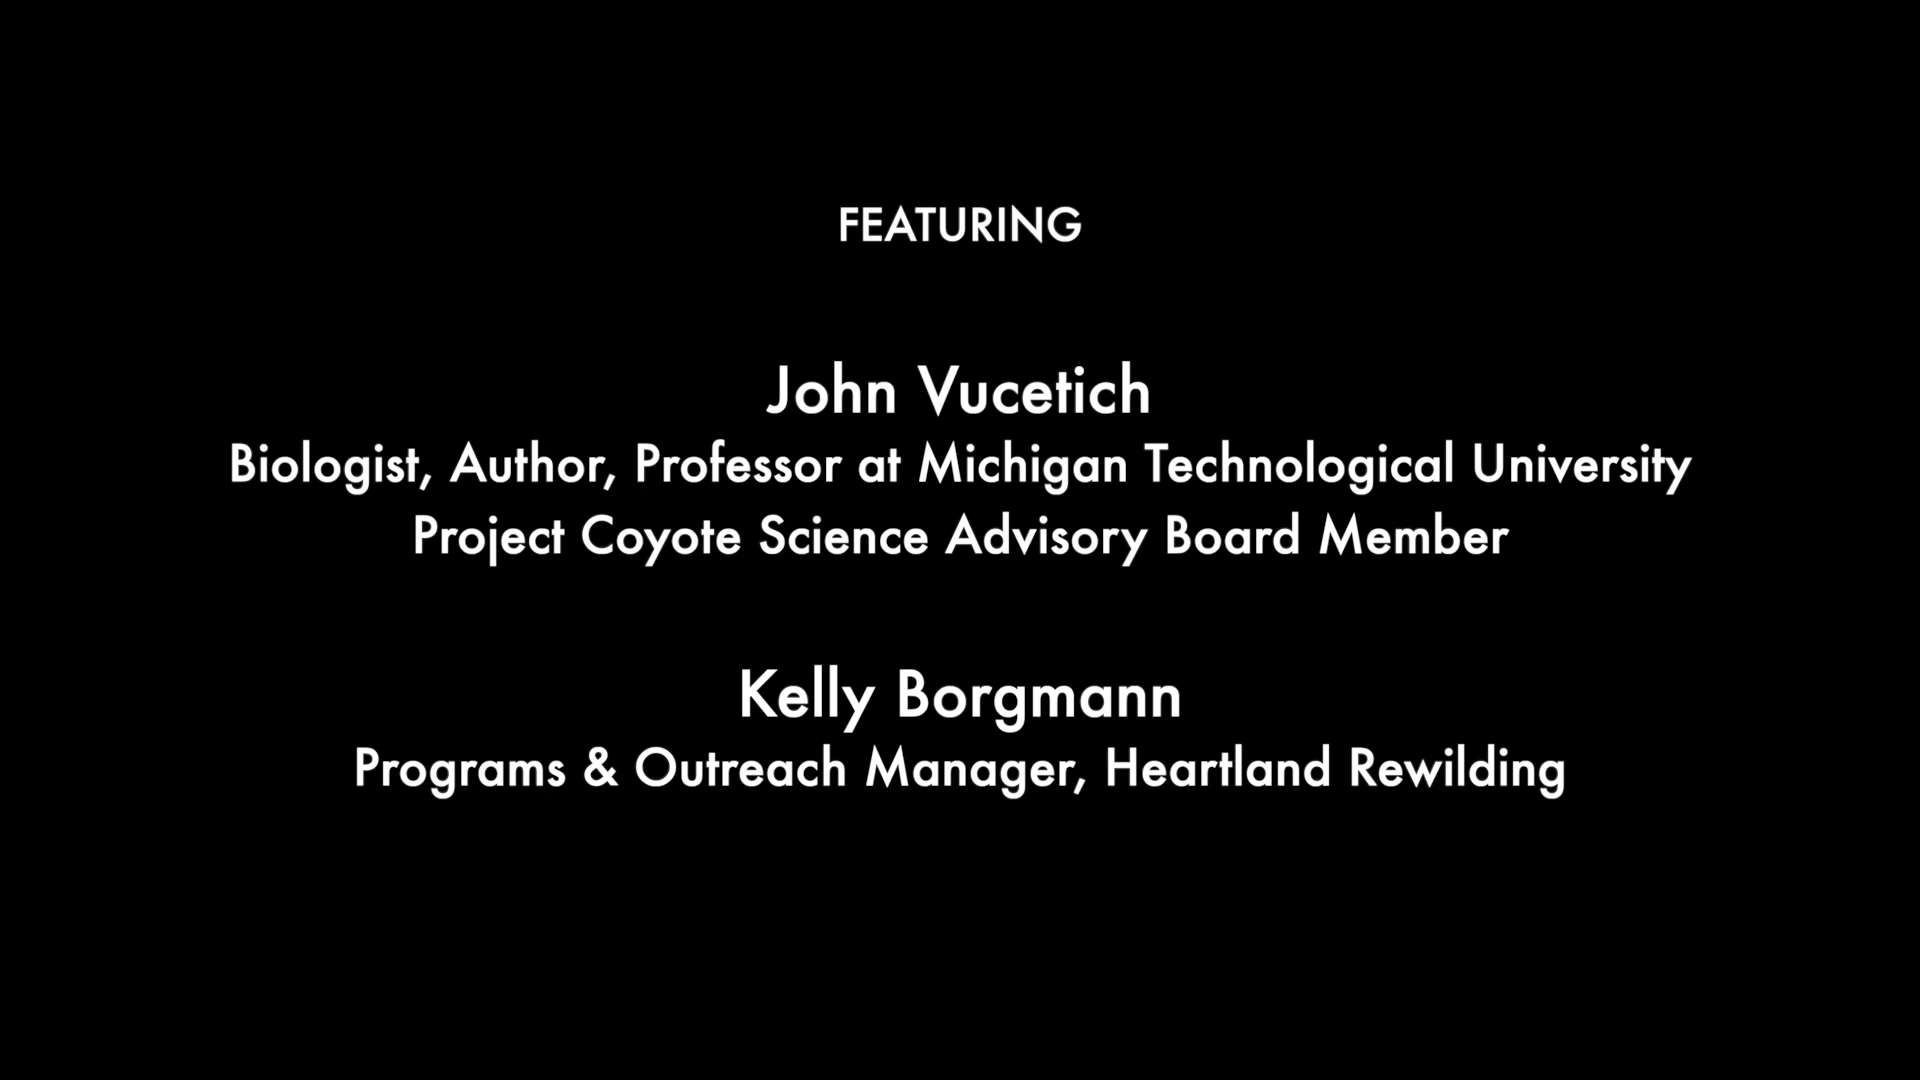 FEATURING
John Vucetich
Biologist, Author, Professor at Michigan Technological University
Project Coyote Science Advisory Board Member
Kelly Borgmann
Programs & Outreach Manager, Heartland Rewilding